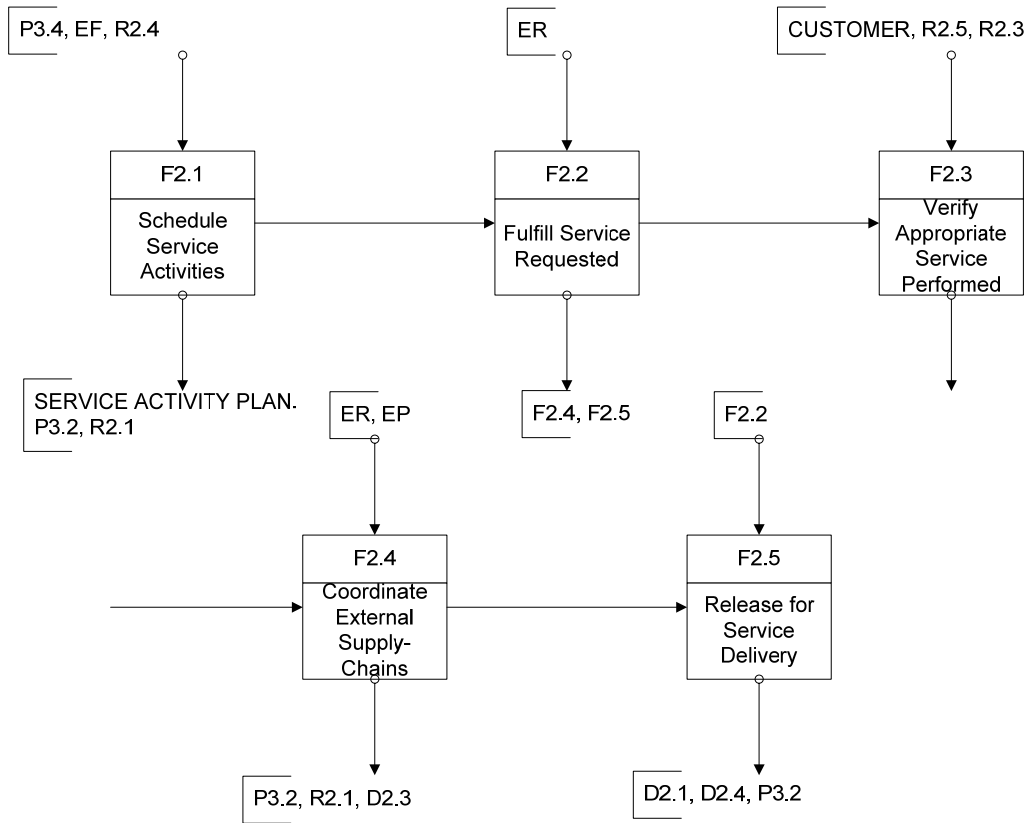 P3.4, EF, R2.4
ER
CUSTOMER, R2.5, R2.3
F2.1
Schedule
Service
Activities
F2.2
Fulfill Service
Requested
F2.3
Verify
Appropriate
Service
Performed
SERVICE ACTIVITY PLAN.
P3.2, R2.1
F2.4, F2.5
ER, EP
F2.2
F2.4
Coordinate
External
Supply-
Chains
F2.5
Release for
Service
Delivery
P3.2, R2.1, D2.3
D2.1, D2.4, P3.2